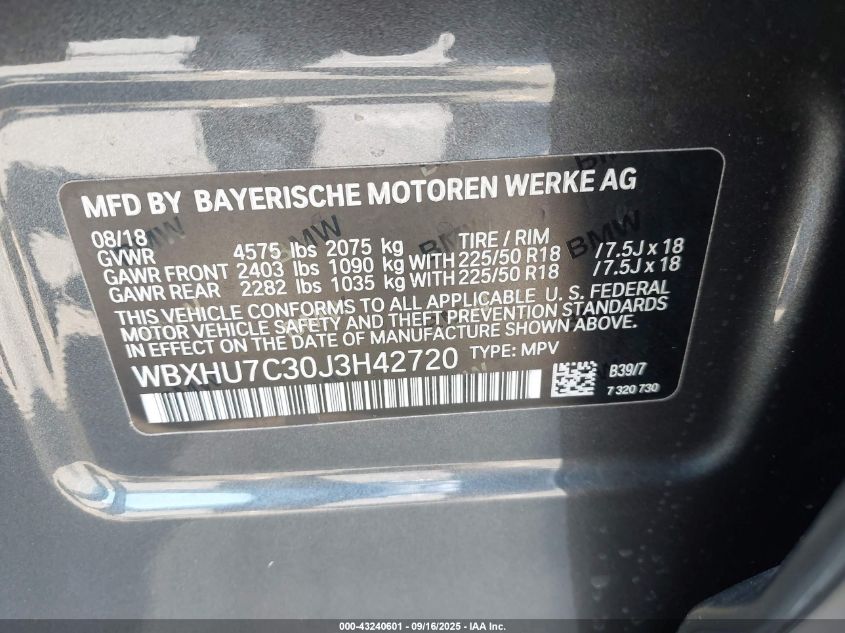 MFD BY BAYERISCHE MOTOREN WERKE AG
08/18 TIRE / RIM
GVWR 4575 lbs 2075 kg
GAWR FRONT 2403 lbs 1090 kg WITH 225/50 R18 /7.5J x 18
GAWR REAR 2282 lbs 1035 kg WITH 225/50 R18 /7.5J x 18
THIS VEHICLE CONFORMS TO ALL APPLICABLE U. S. FEDERAL
MOTOR VEHICLE SAFETY AND THEFT PREVENTION STANDARDS
IN EFFECT ON THE DATE OF MANUFACTURE SHOWN ABOVE.
WBXHU7C30J3H42720 TYPE: MPV
B39/7
7 320 730
BMW
BMW
BMW
000-43240601 - 09/16/2025 - IAA Inc.